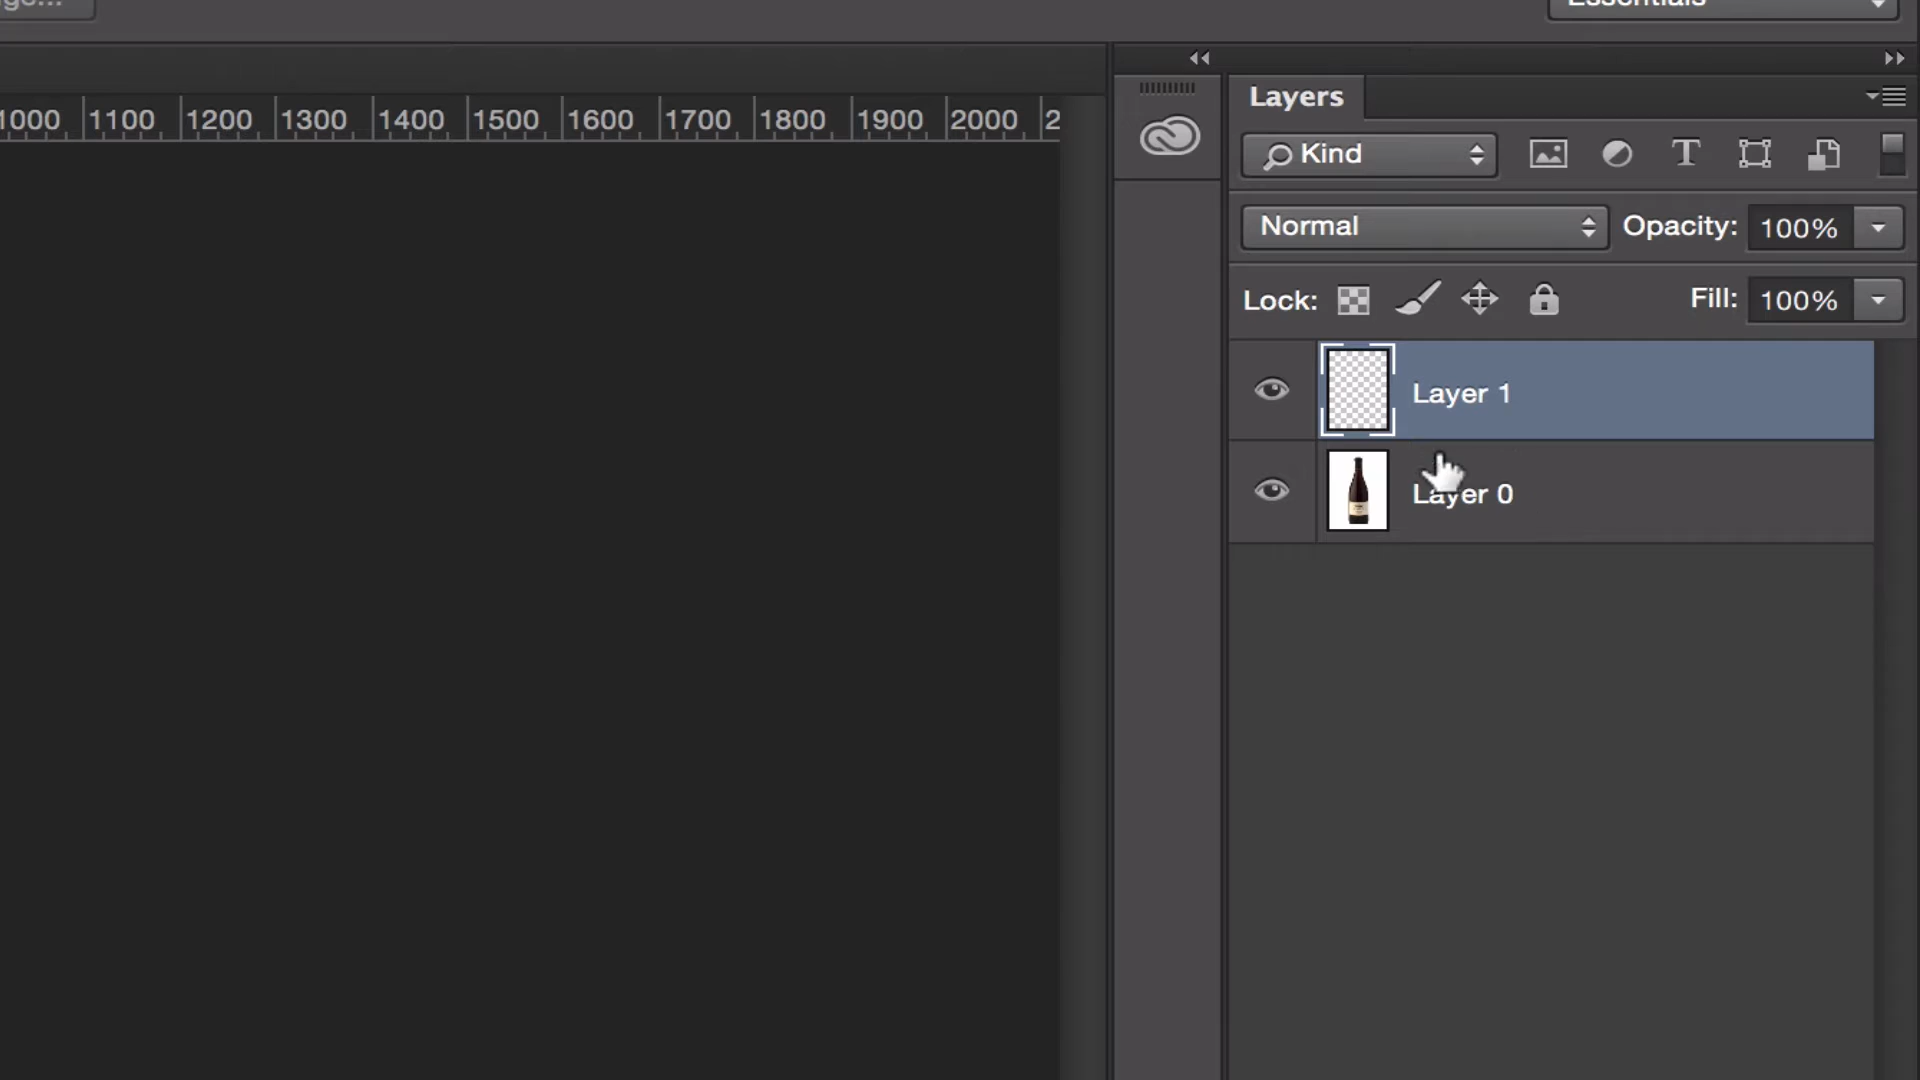 Essentials
1000 1100 1200 1300 1400 1500 1600 1700 1800 1900 2000 2
Layers
Kind
T
Normal
Opacity: 100%
Lock:
Fill: 100%
Layer 1
Layer 0